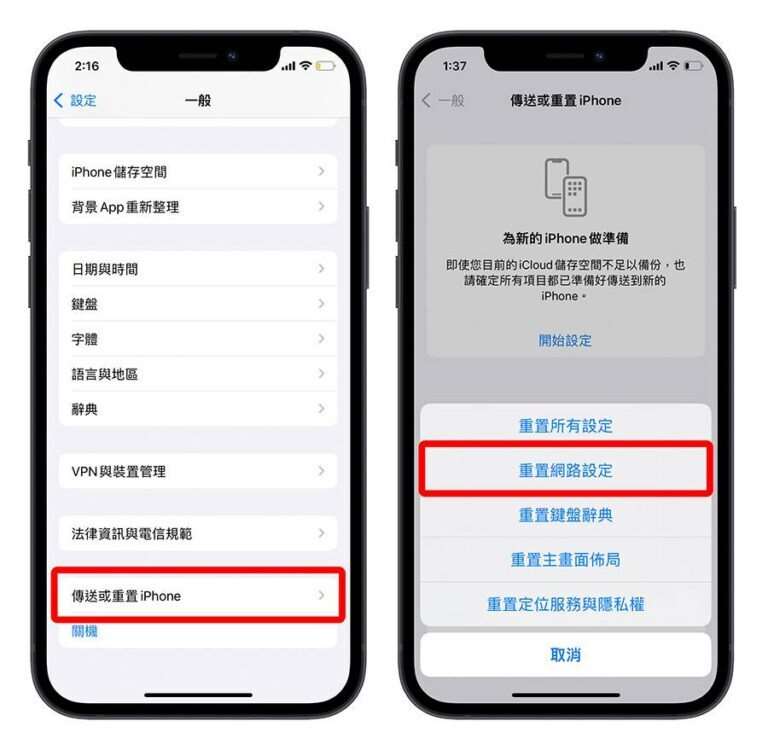 2:16
設定
一般
iPhone 儲存空間
背景 App 重新整理
日期與時間
鍵盤
字體
語言與地區
辭典
VPN 與裝置管理
法律資訊與電信規範
傳送或重置 iPhone
關機
1:37
一般
傳送或重置 iPhone
為新的 iPhone 做準備
即使您目前的 iCloud 儲存空間不足以備份,也
請確定所有項目都已準備好傳送到新的
iPhone。
開始設定
重置所有設定
重置網路設定
重置鍵盤辭典
重置主畫面佈局
重置定位服務與隱私權
取消